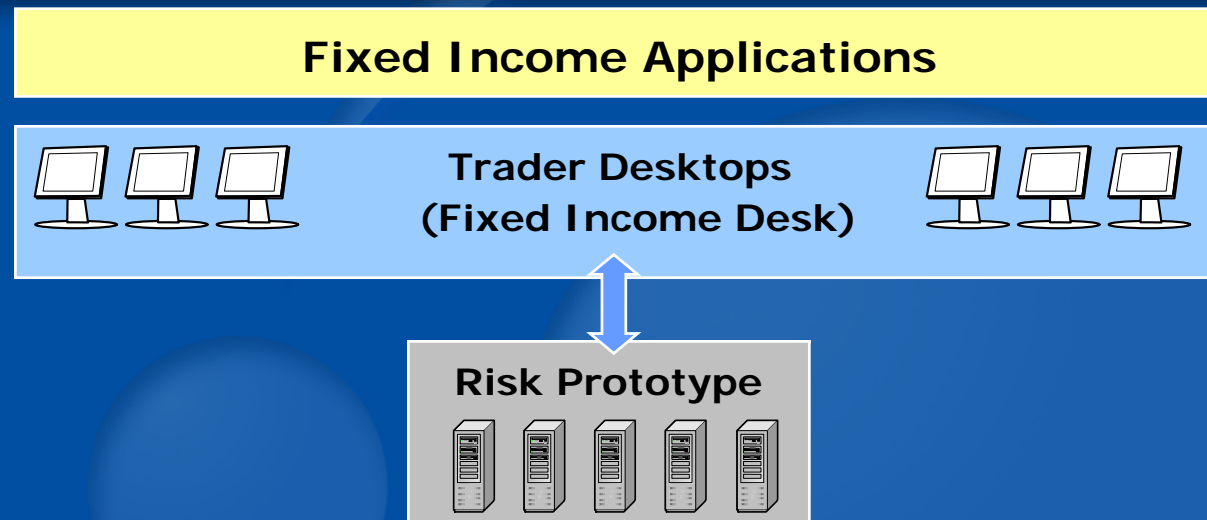 Fixed Income Applications
Trader Desktops
(Fixed Income Desk)
Risk Prototype